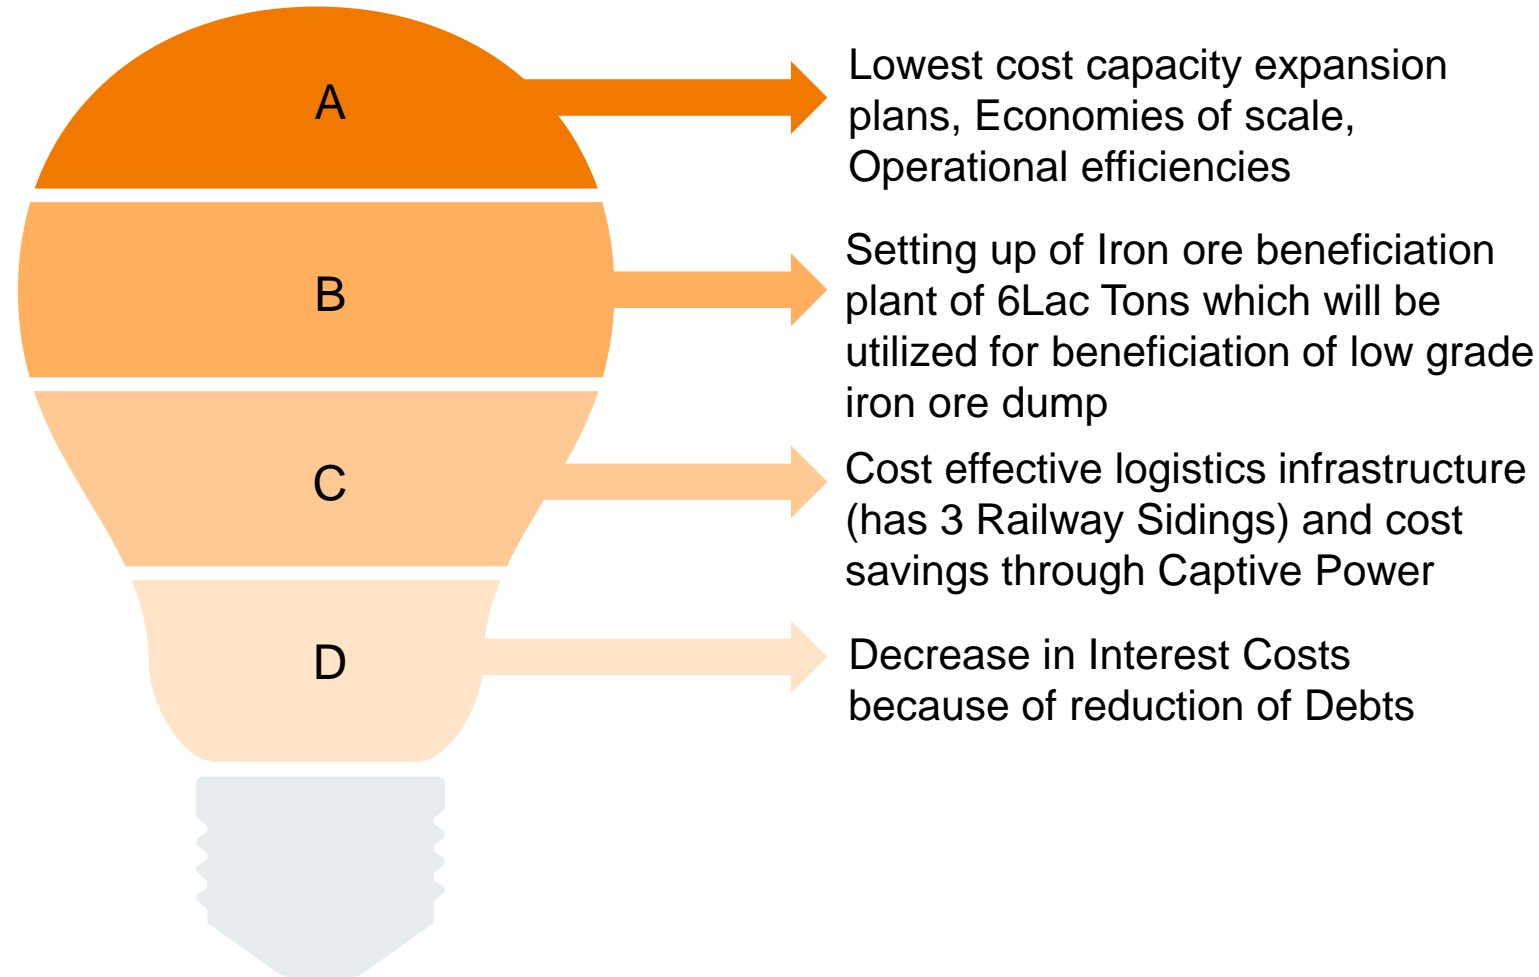 A
Lowest cost capacity expansion
plans, Economies of scale,
Operational efficiencies
B
Setting up of Iron ore beneficiation
plant of 6Lac Tons which will be
utilized for beneficiation of low grade
iron ore dump
C
Cost effective logistics infrastructure
(has 3 Railway Sidings) and cost
savings through Captive Power
D
Decrease in Interest Costs
because of reduction of Debts